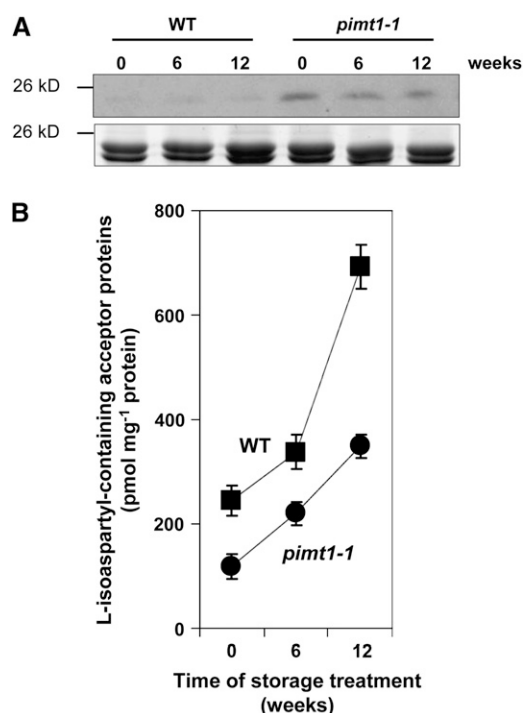 A
WT pimt1-1
0 6 12 0 6 12 weeks
26 kD
26 kD
B
L-isoaspartyl-containing acceptor proteins
(pmol mg-1 protein)
800
600
400
200
0
WT
pimt1-1
0 6 12
Time of storage treatment
(weeks)